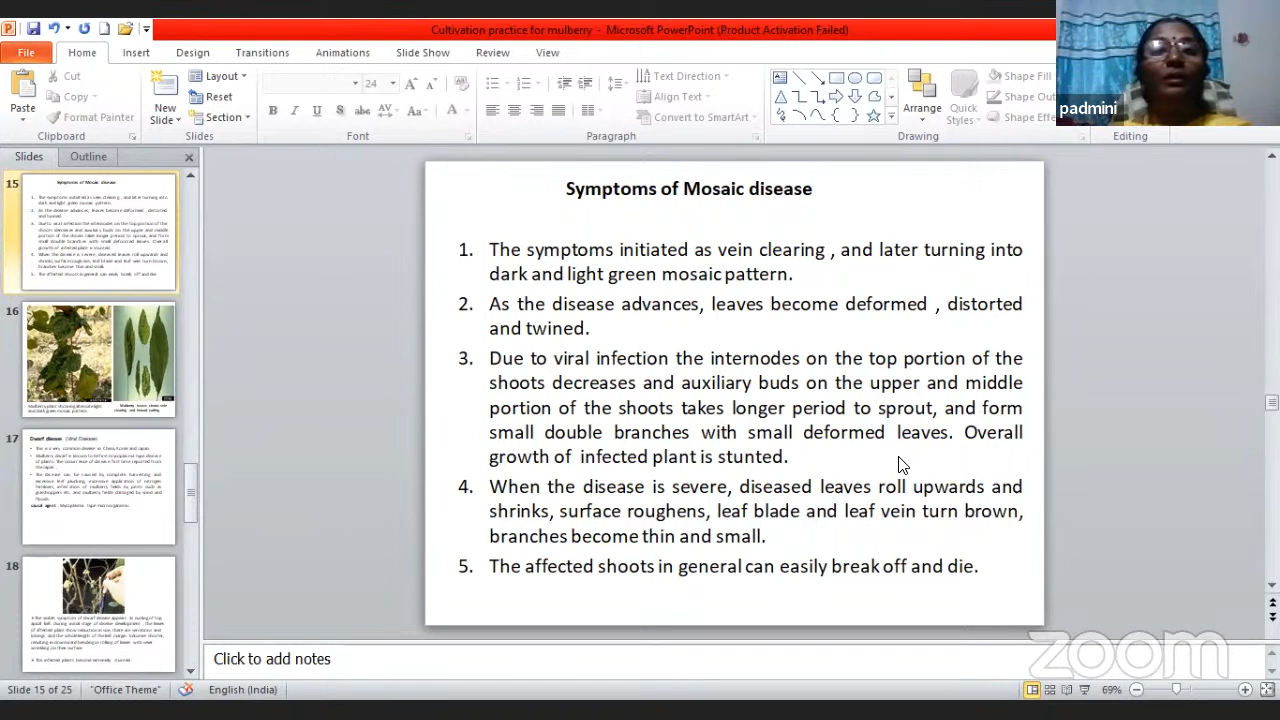 Cultivation practice for mulberry - Microsoft PowerPoint (Product Activation Failed)
File Home Insert Design Transitions Animations Slide Show Review View
Cut
Copy
Format Painter
Paste
Clipboard
New
Slide
Layout
Reset
Section
Slides
24
Font
Text Direction
Align Text
Convert to SmartArt
Paragraph
Arrange
Quick
Styles
Shape Fill
Shape Ou
Shape Effe
Drawing
Editing
padmini
Slides Outline
15
Symptoms of Mosaic disease
16
17
Dwarf disease (Viral Disease)
18
Symptoms of Mosaic disease
1. The symptoms initiated as vein clearing , and later turning into
dark and light green mosaic pattern.
2. As the disease advances, leaves become deformed , distorted
and twined.
3. Due to viral infection the internodes on the top portion of the
shoots decreases and auxiliary buds on the upper and middle
portion of the shoots takes longer period to sprout, and form
small double branches with small deformed leaves. Overall
growth of infected plant is stunted.
4. When the disease is severe, diseased leaves roll upwards and
shrinks, surface roughens, leaf blade and leaf vein turn brown,
branches become thin and small.
5. The affected shoots in general can easily break off and die.
Click to add notes
zoom
Slide 15 of 25 "Office Theme" English (India) 69%